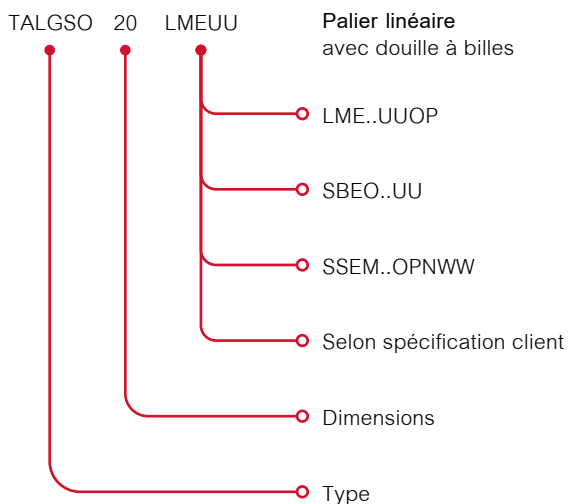 TALGSO 20 LMEUU Palier linéaire
avec douille à billes
LME..UUOP
SBEO..UU
SSEM..OPNWW
Selon spécification client
Dimensions
Type